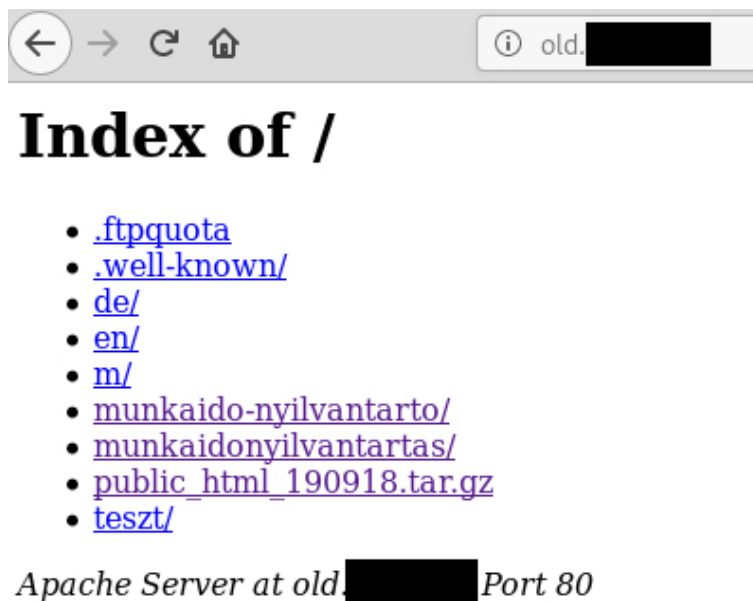 old.
Index of /
.ftpquota
.well-known/
de/
en/
m/
munkaido-nyilvantarto/
munkaidonyilvantartas/
public_html_190918.tar.gz
teszt/
Apache Server at old. Port 80